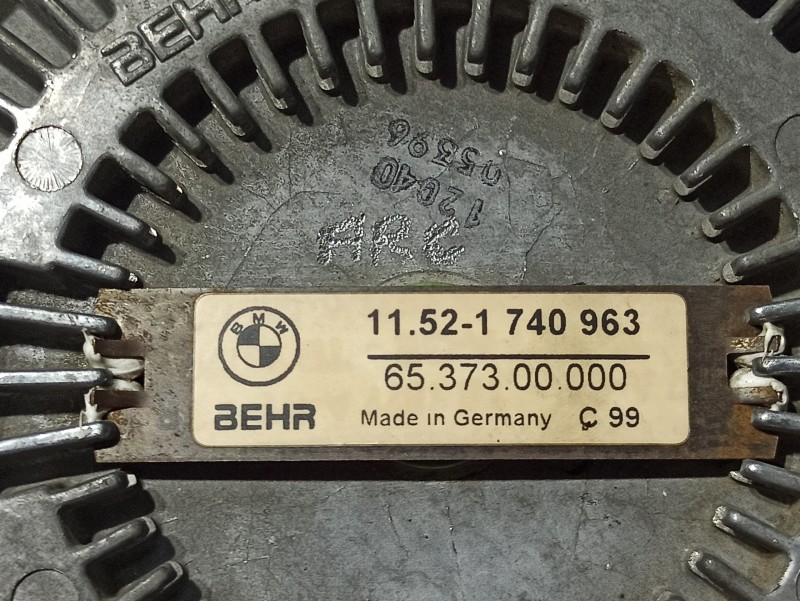 BEHR
05396
12040
ARC
BMW
11.52-1 740 963
65.373.00.000
BEHR
Made in Germany
Ç 99